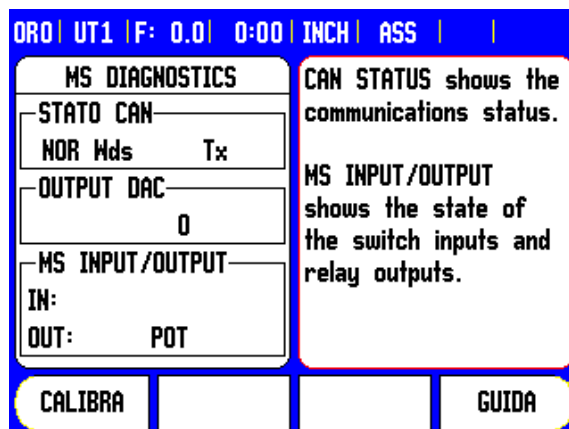 ORO| UT1 |F: 0.0| 0:00| INCH| ASS | |
MS DIAGNOSTICS
STATO CAN
NOR Wds Tx
OUTPUT DAC
0
MS INPUT/OUTPUT
IN:
OUT: POT
CAN STATUS shows the
communications status.
MS INPUT/OUTPUT
shows the state of
the switch inputs and
relay outputs.
CALIBRA
GUIDA